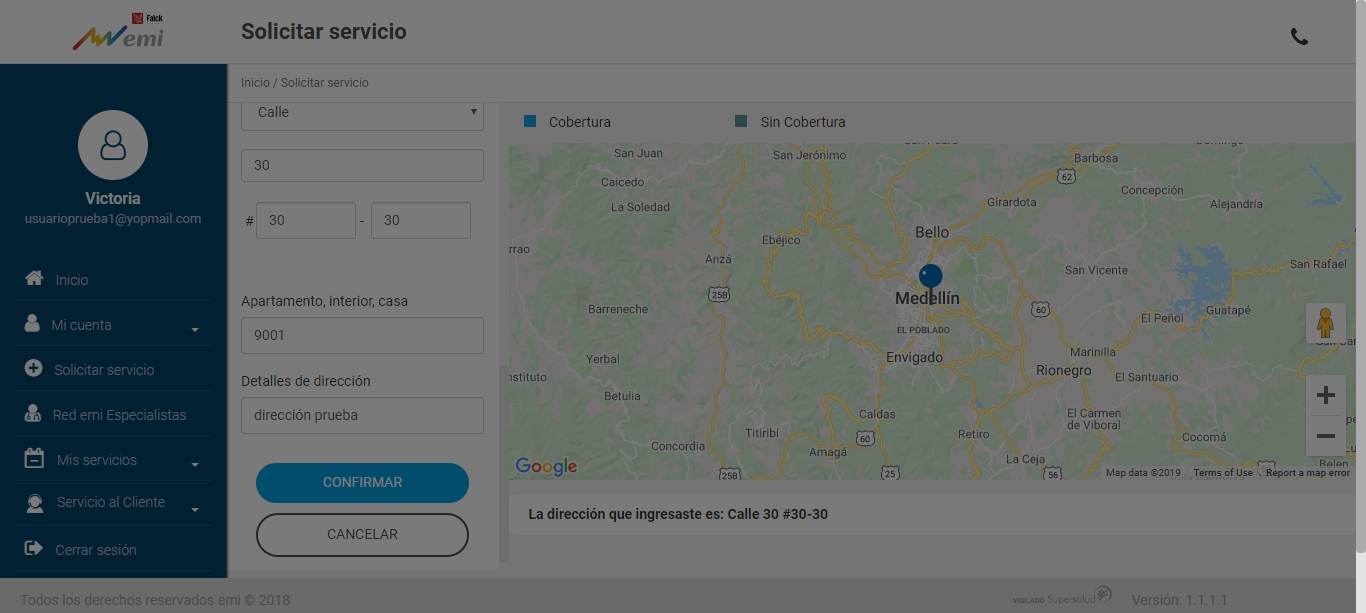 Falck
emi
Solicitar servicio
Inicio / Solicitar servicio
Victoria
usuarioprueba1@yopmail.com
Inicio
Mi cuenta
Solicitar servicio
Red emi Especialistas
Mis servicios
Servicio al Cliente
Cerrar sesión
Calle
30
# 30 - 30
Apartamento, interior, casa
9001
Detalles de dirección
dirección prueba
CONFIRMAR
CANCELAR
Cobertura
Sin Cobertura
San Juan
San Jerónimo
Barbosa
62
Caicedo
Concepción
La Soledad
Girardota
Alejandría
Bello
Ebéjico
rrao
Anzá
San Vicente
San Rafael
25B
Medellín
Barreneche
60
Guatapé
El Peñol
EL POBLADO
Yerbal
Envigado
Marinilla
Rionegro
nstituto
El Santuario
Betulia
Caldas
El Carmen
de Viboral
Titiribí
60
Retiro
Cocorná
Concordia
Amagá
La Ceja
Belen
Google
25B
25
56
Map data ©2019
Terms of Use
Report a map error
La dirección que ingresaste es: Calle 30 #30-30
Todos los derechos reservados emi © 2018
VIGILADO Supersalud
Versión: 1.1.1.1